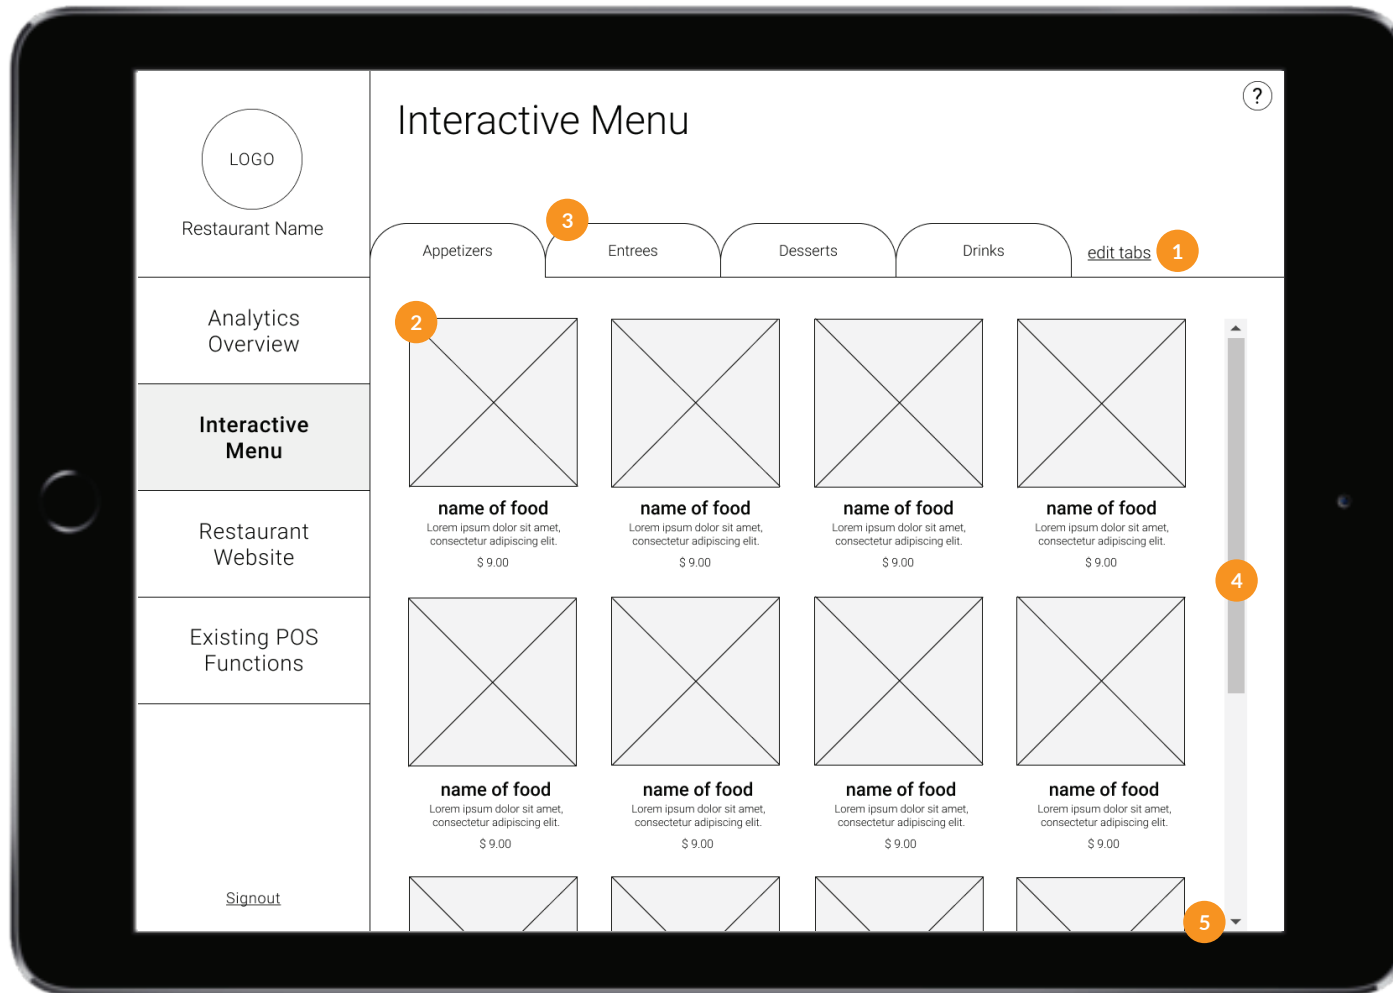 ?
Interactive Menu
LOGO
Restaurant Name
Analytics
Overview
Interactive
Menu
Restaurant
Website
Existing POS
Functions
Signout
3
Appetizers
Entrees
Desserts
Drinks
edit tabs
1
2
name of food
Lorem ipsum dolor sit amet,
consectetur adipiscing elit.
$ 9.00
name of food
Lorem ipsum dolor sit amet,
consectetur adipiscing elit.
$ 9.00
name of food
Lorem ipsum dolor sit amet,
consectetur adipiscing elit.
$ 9.00
name of food
Lorem ipsum dolor sit amet,
consectetur adipiscing elit.
$ 9.00
4
name of food
Lorem ipsum dolor sit amet,
consectetur adipiscing elit.
$ 9.00
name of food
Lorem ipsum dolor sit amet,
consectetur adipiscing elit.
$ 9.00
name of food
Lorem ipsum dolor sit amet,
consectetur adipiscing elit.
$ 9.00
name of food
Lorem ipsum dolor sit amet,
consectetur adipiscing elit.
$ 9.00
5